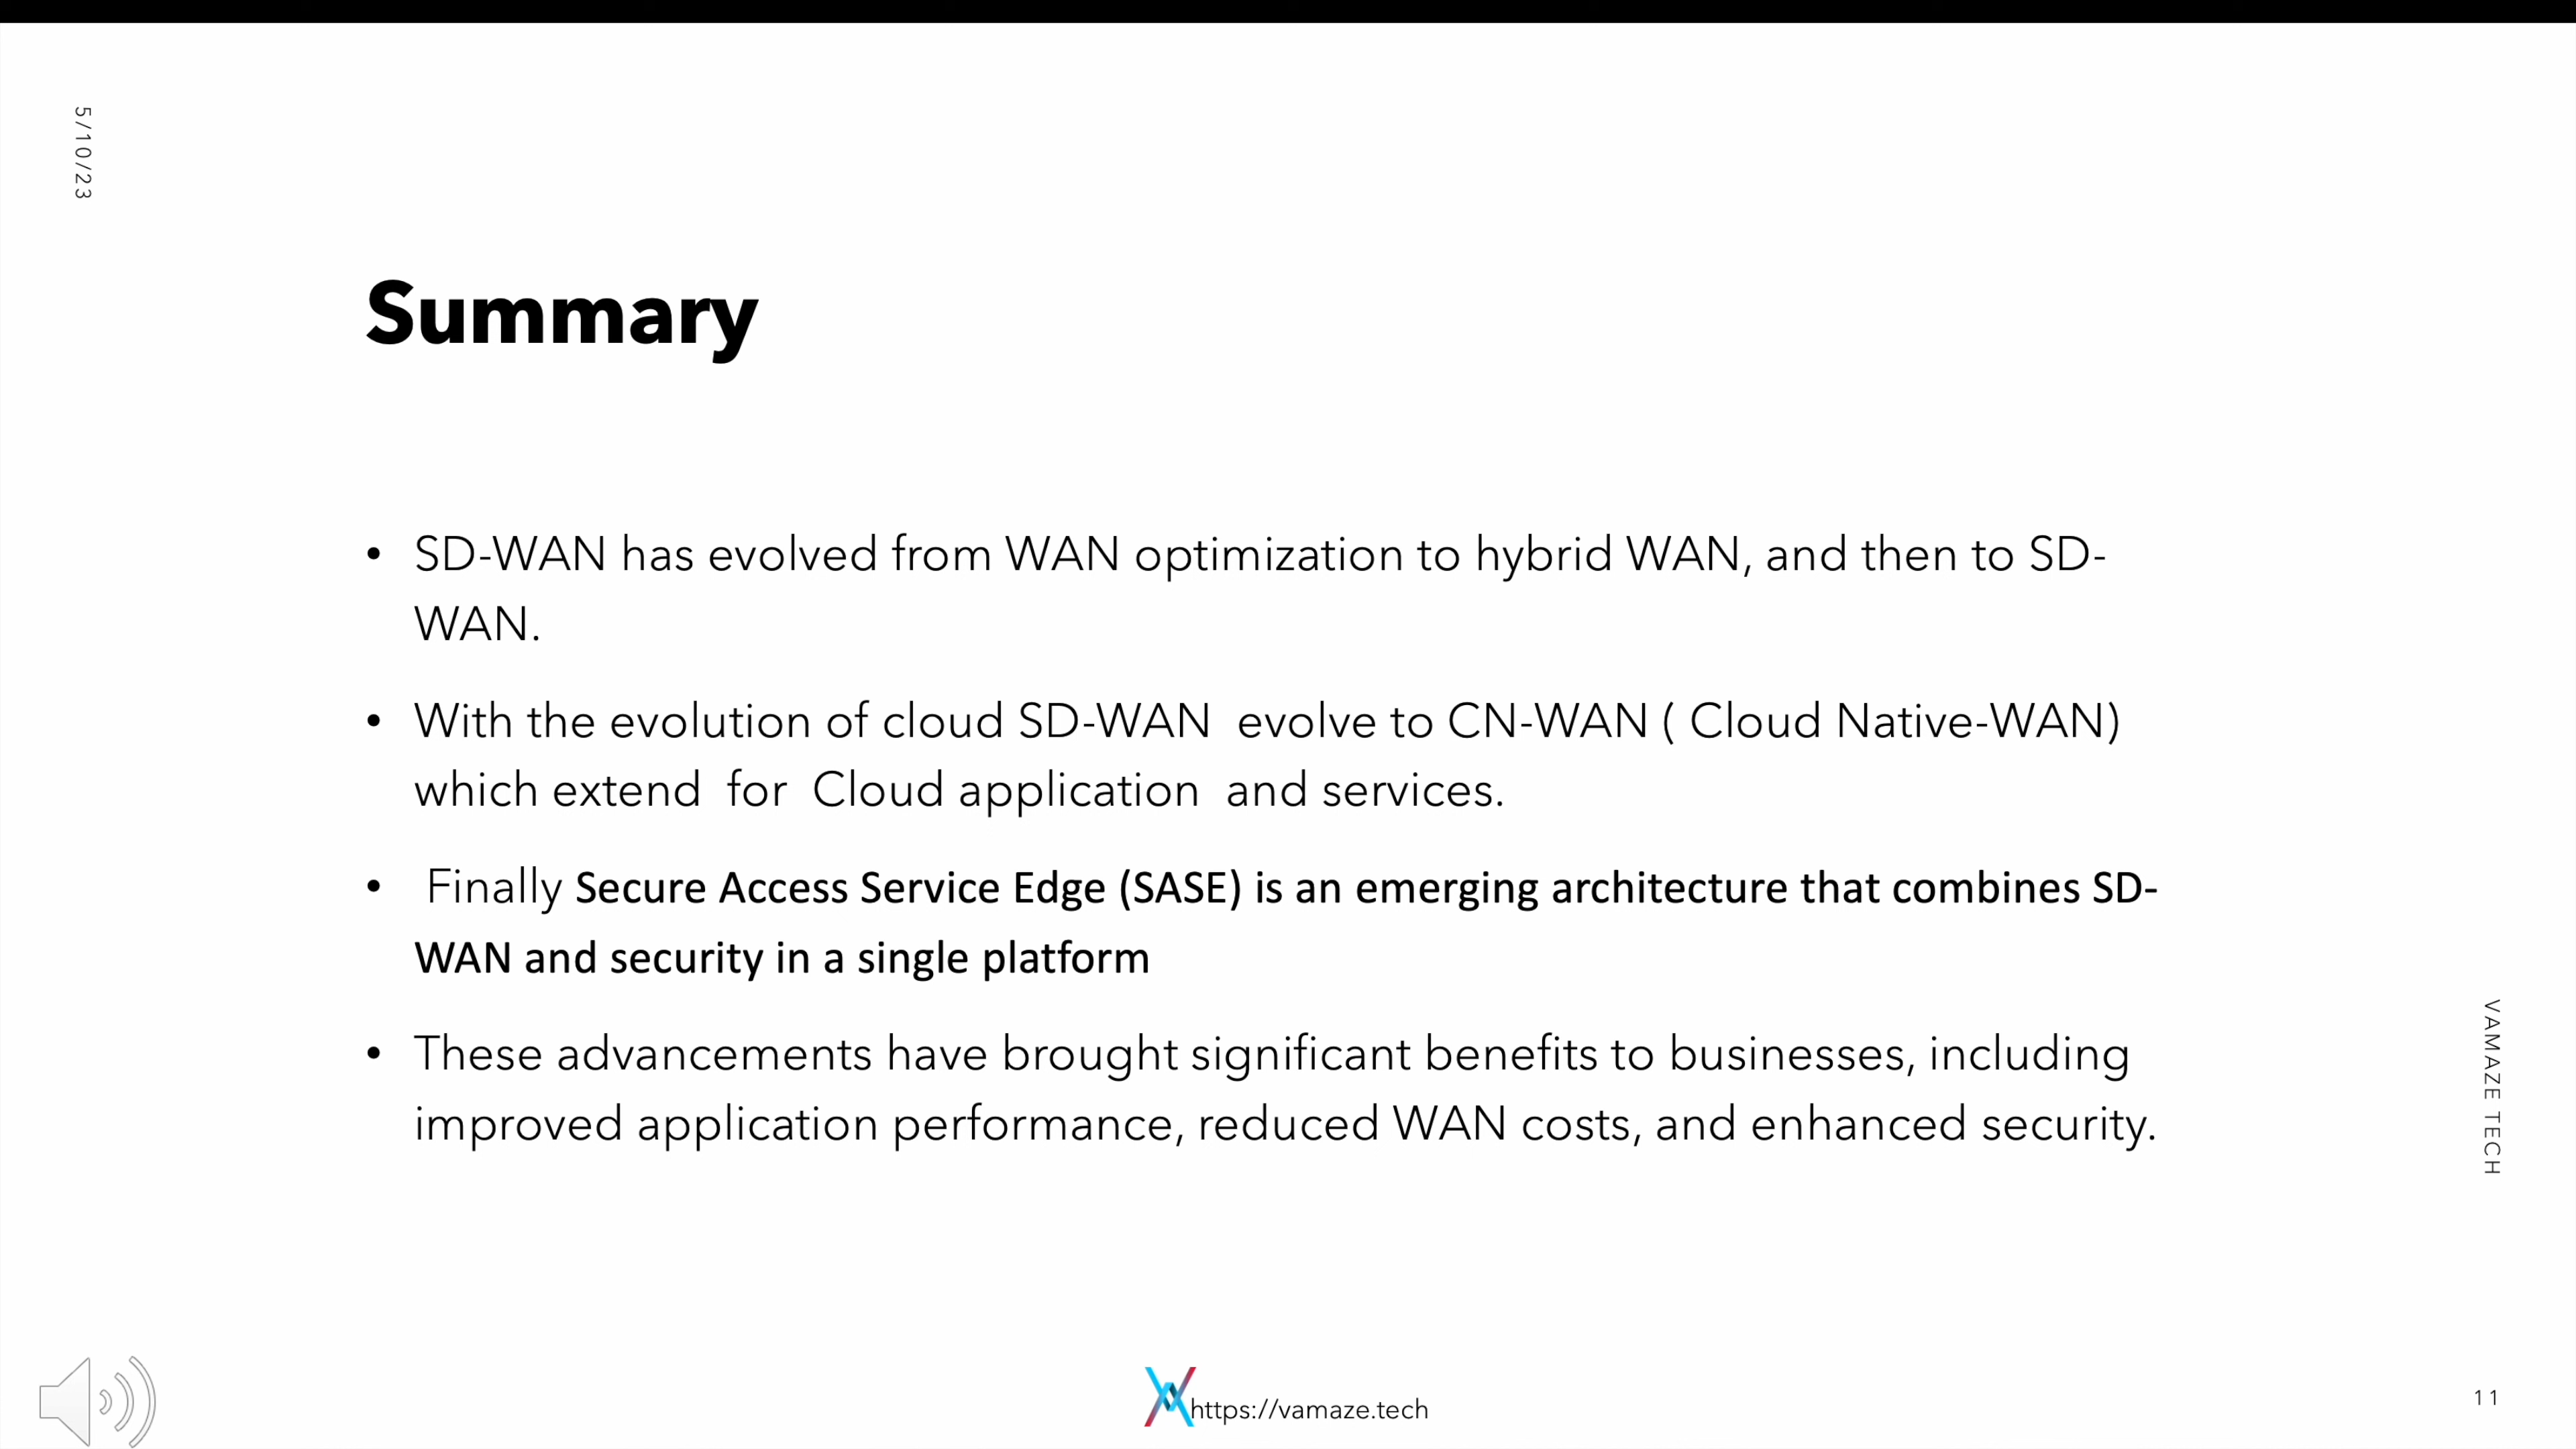 5/10/23
Summary
• SD-WAN has evolved from WAN optimization to hybrid WAN, and then to SD-
WAN.
• With the evolution of cloud SD-WAN  evolve to CN-WAN ( Cloud Native-WAN)
which extend  for  Cloud application  and services.
•  Finally Secure Access Service Edge (SASE) is an emerging architecture that combines SD-
WAN and security in a single platform
• These advancements have brought significant benefits to businesses, including
improved application performance, reduced WAN costs, and enhanced security.
VAMAZE TECH
https://vamaze.tech
11